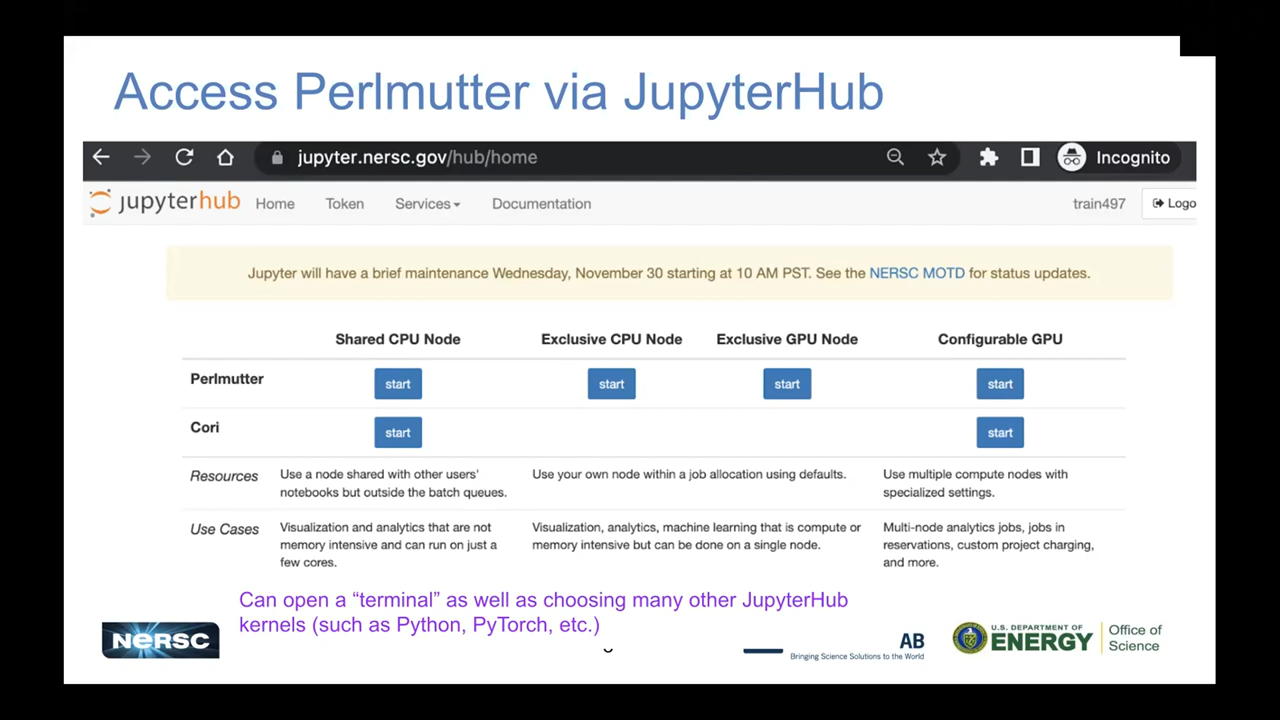 Access Perlmutter via JupyterHub
jupyter.nersc.gov/hub/home
Incognito
jupyterhub Home Token Services Documentation train497 Logo
Jupyter will have a brief maintenance Wednesday, November 30 starting at 10 AM PST. See the NERSC MOTD for status updates.
Shared CPU Node Exclusive CPU Node Exclusive GPU Node Configurable GPU
Perlmutter start start start start
Cori start start
Resources
Use a node shared with other users'
notebooks but outside the batch queues.
Use your own node within a job allocation using defaults.
Use multiple compute nodes with
specialized settings.
Use Cases
Visualization and analytics that are not
memory intensive and can run on just a
few cores.
Visualization, analytics, machine learning that is compute or
memory intensive but can be done on a single node.
Multi-node analytics jobs, jobs in
reservations, custom project charging,
and more.
Can open a “terminal” as well as choosing many other JupyterHub
kernels (such as Python, PyTorch, etc.)
NERSC
AB
Bringing Science Solutions to the World
U.S. DEPARTMENT OF
ENERGY
Office of
Science